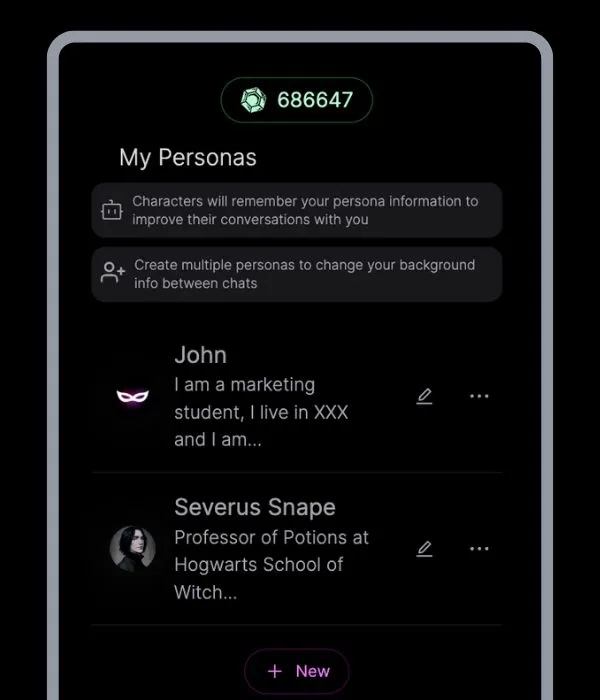 686647
My Personas
Characters will remember your persona information to
improve their conversations with you
Create multiple personas to change your background
info between chats
John
I am a marketing
student, I live in XXX
and I am...
Severus Snape
Professor of Potions at
Hogwarts School of
Witch...
+ New